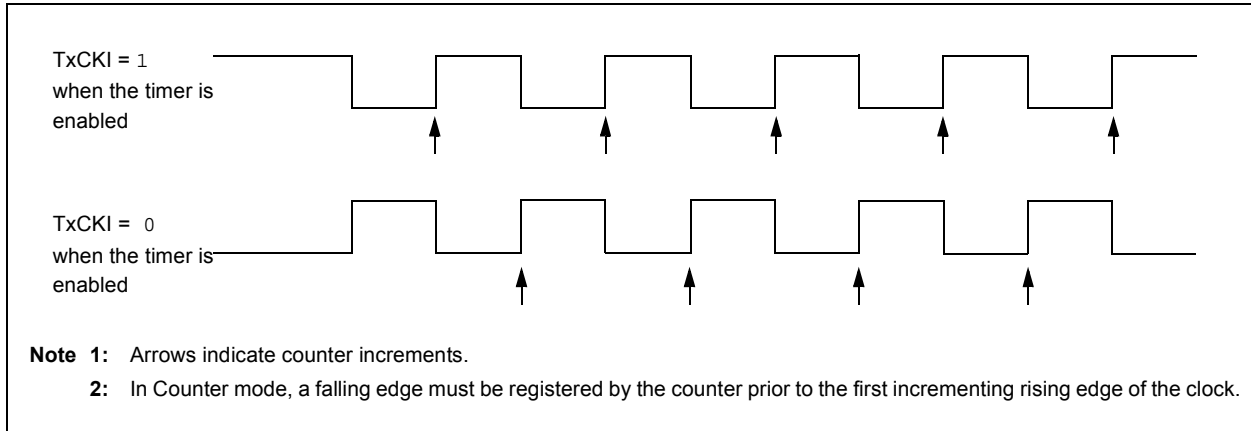 TxCKI = 1
when the timer is
enabled
TxCKI = 0
when the timer is
enabled
Note 1: Arrows indicate counter increments.
2: In Counter mode, a falling edge must be registered by the counter prior to the first incrementing rising edge of the clock.